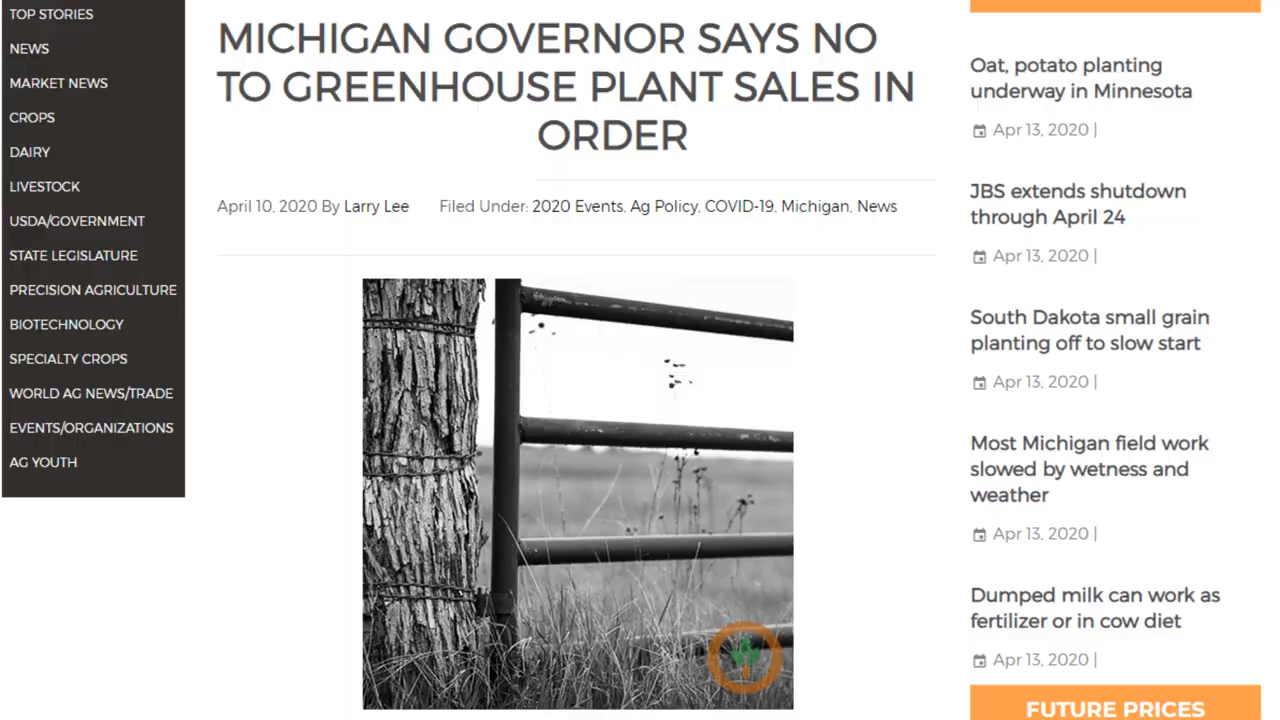 TOP STORIES
NEWS
MARKET NEWS
CROPS
DAIRY
LIVESTOCK
USDA/GOVERNMENT
STATE LEGISLATURE
PRECISION AGRICULTURE
BIOTECHNOLOGY
SPECIALTY CROPS
WORLD AG NEWS/TRADE
EVENTS/ORGANIZATIONS
AG YOUTH
MICHIGAN GOVERNOR SAYS NO
TO GREENHOUSE PLANT SALES IN
ORDER
April 10, 2020 By Larry Lee Filed Under: 2020 Events, Ag Policy, COVID-19, Michigan, News
Oat, potato planting
underway in Minnesota
Apr 13, 2020 |
JBS extends shutdown
through April 24
Apr 13, 2020 |
South Dakota small grain
planting off to slow start
Apr 13, 2020 |
Most Michigan field work
slowed by wetness and
weather
Apr 13, 2020 |
Dumped milk can work as
fertilizer or in cow diet
Apr 13, 2020 |
FUTURE PRICES